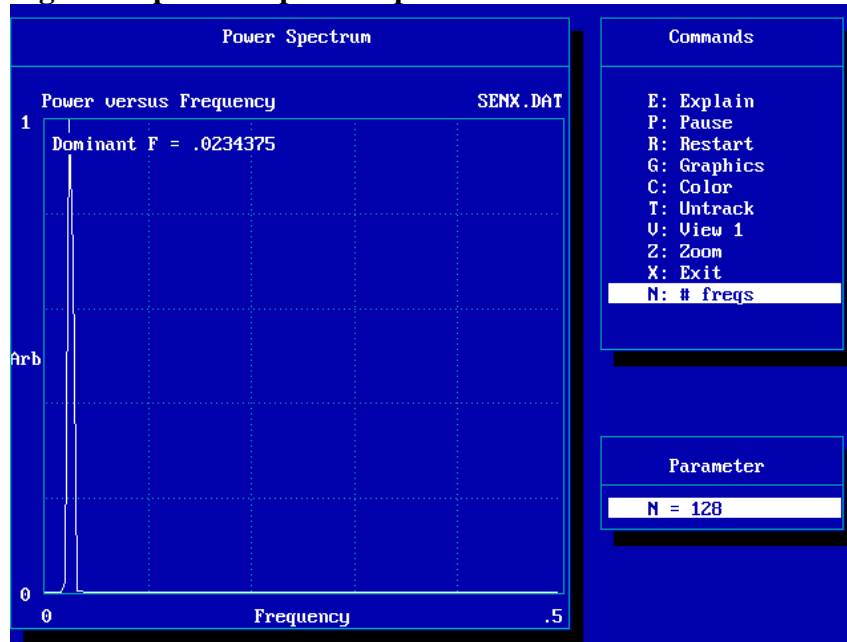 Power Spectrum
Power versus Frequency SENX.DAT
1
Dominant F = .0234375
Arb
0
0 Frequency .5
Commands
E: Explain
P: Pause
R: Restart
G: Graphics
C: Color
T: Untrack
V: View 1
Z: Zoom
X: Exit
N: # freqs
Parameter
N = 128